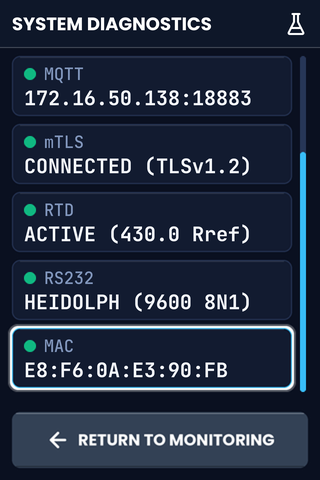 SYSTEM DIAGNOSTICS
MQTT
172.16.50.138:18883
mTLS
CONNECTED (TLSv1.2)
RTD
ACTIVE (430.0 Rref)
RS232
HEIDOLPH (9600 8N1)
MAC
E8:F6:0A:E3:90:FB
RETURN TO MONITORING